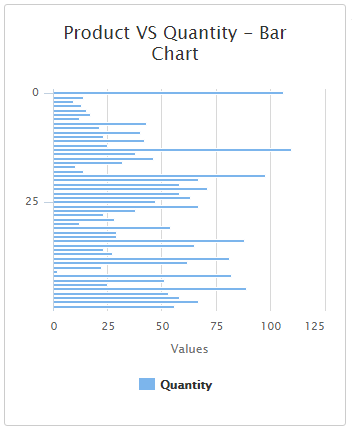 Product VS Quantity - Bar
Chart
0
25
0 25 50 75 100 125
Values
Quantity